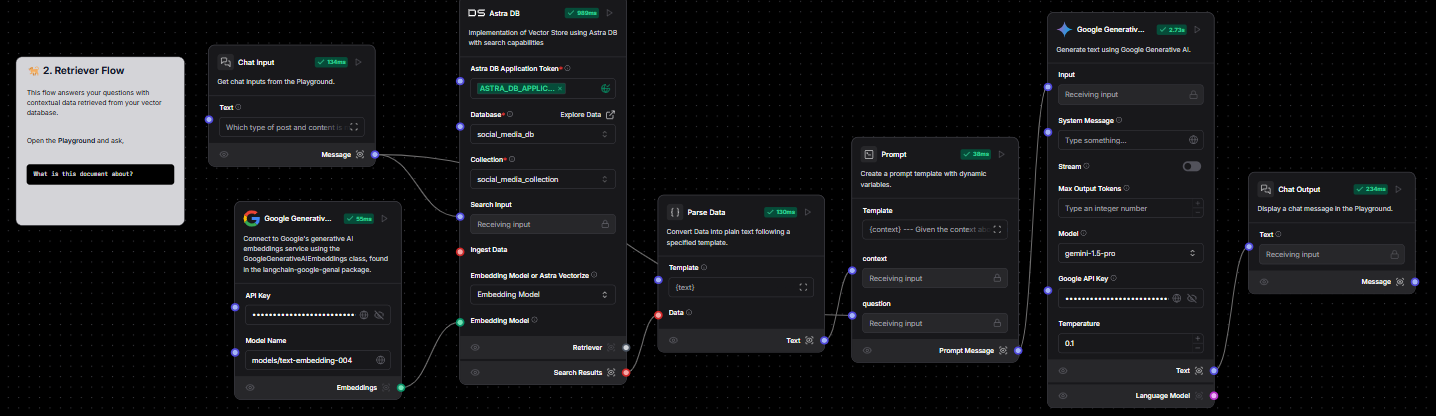 2. Retriever Flow
This flow answers your questions with
contextual data retrieved from your vector
database.
Open the Playground and ask,
What is this document about?
Chat Input
134ms
Get chat inputs from the Playground.
Text
Which type of post and content is
Message
Google Generativ...
55ms
Connect to Google's generative AI
embeddings service using the
GoogleGenerativeAIEmbeddings class, found
in the langchain-google-genai package.
API Key
Model Name
models/text-embedding-004
Embeddings
DS Astra DB
989ms
Implementation of Vector Store using Astra DB
with search capabilities
Astra DB Application Token*
ASTRA_DB_APPLIC... ×
Database*
Explore Data
social_media_db
Collection*
social_media_collection
Search Input
Receiving input
Ingest Data
Embedding Model or Astra Vectorize
Embedding Model
Embedding Model
Retriever
Search Results
Parse Data
130ms
Convert Data into plain text following a
specified template.
Template
{text}
Data
Text
Prompt
38ms
Create a prompt template with dynamic
variables.
Template
{context} --- Given the context
context
Receiving input
question
Receiving input
Prompt Message
Google Generativ...
2.73s
Generate text using Google Generative AI.
Input
Receiving input
System Message
Type something...
Stream
Max Output Tokens
Type an integer number
Model
gemini-1.5-pro
Google API Key
Temperature
0.1
Text
Language Model
Chat Output
234ms
Display a chat message in the Playground.
Text
Receiving input
Message